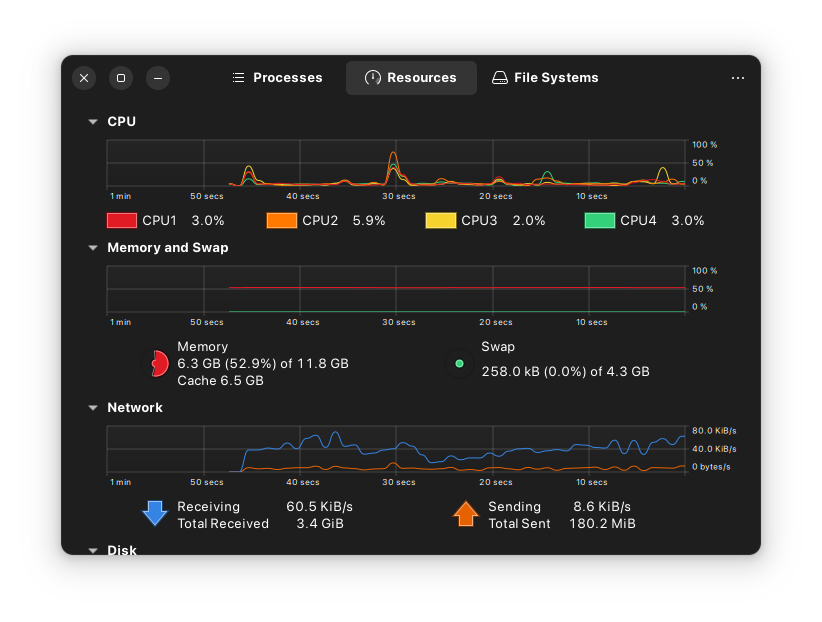 Processes Resources File Systems
CPU
100 %
50 %
0 %
1 min 50 secs 40 secs 30 secs 20 secs 10 secs
CPU1 3.0% CPU2 5.9% CPU3 2.0% CPU4 3.0%
Memory and Swap
100 %
50 %
0 %
1 min 50 secs 40 secs 30 secs 20 secs 10 secs
Memory
6.3 GB (52.9%) of 11.8 GB
Cache 6.5 GB
Swap
258.0 kB (0.0%) of 4.3 GB
Network
80.0 KiB/s
40.0 KiB/s
0 bytes/s
1 min 50 secs 40 secs 30 secs 20 secs 10 secs
Receiving 60.5 KiB/s
Total Received 3.4 GiB
Sending 8.6 KiB/s
Total Sent 180.2 MiB
Disk